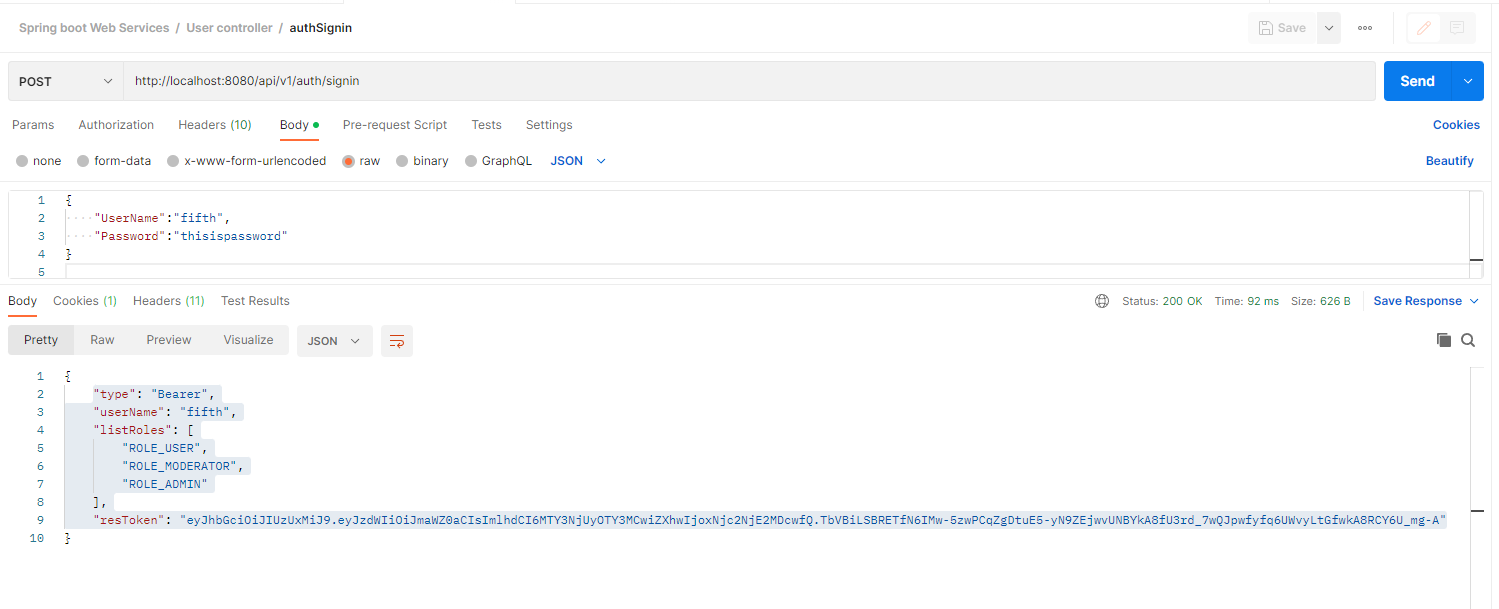 Spring boot Web Services / User controller / authSignin
Save
POST
http://localhost:8080/api/v1/auth/signin
Send
Params Authorization Headers (10) Body Pre-request Script Tests Settings Cookies
none form-data x-www-form-urlencoded raw binary GraphQL JSON Beautify
1 {
2 "UserName":"fifth",
3 "Password":"thisispassword"
4 }
5
Body Cookies (1) Headers (11) Test Results Status: 200 OK Time: 92 ms Size: 626 B Save Response
Pretty Raw Preview Visualize JSON
1 {
2 "type": "Bearer",
3 "userName": "fifth",
4 "listRoles": [
5 "ROLE_USER",
6 "ROLE_MODERATOR",
7 "ROLE_ADMIN"
8 ],
9 "resToken": "eyJhbGciOiJIUzUxMiJ9.eyJzdWIiOiJmaWZ0aCIsImlhdCI6MTY3NjUyOTY3MCwiZXhwIjoxNjc2NjE2MDcwfQ.TbVBiLSBRETfN6IMw-5zwPCqZgDtuE5-yN9ZEjwvUNBYkA8fU3rd_7wQJpwfyfq6UWvyLtGfwkA8RCY6U_mg-A"
10 }